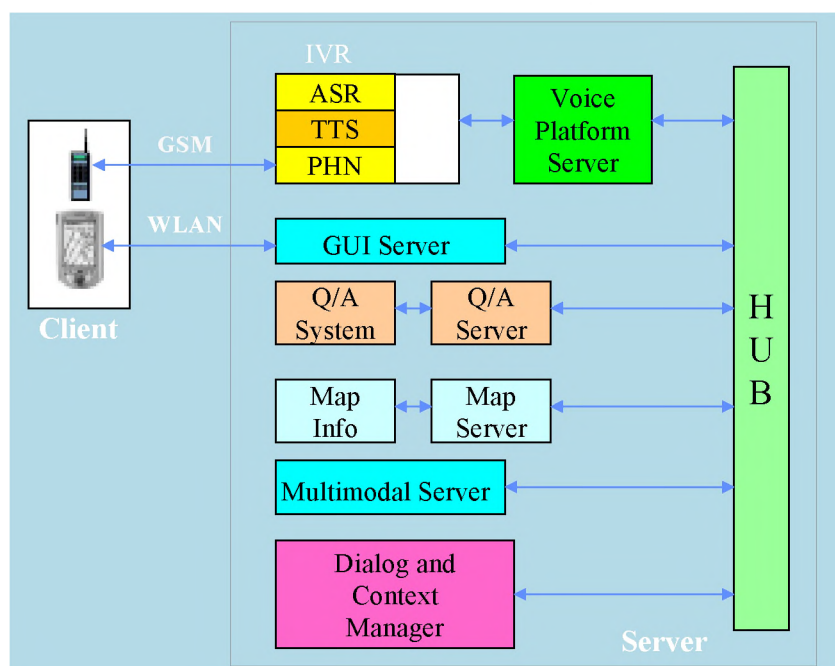 IVR
ASR
TTS
PHN
Voice
Platform
Server
GSM
WLAN
Client
GUI Server
Q/A
System
Q/A
Server
Map
Info
Map
Server
Multimodal Server
Dialog and
Context
Manager
H
U
B
Server